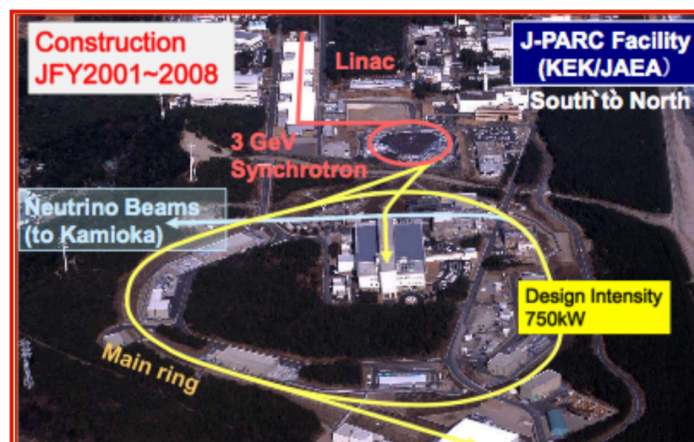 Construction
JFY2001~2008
Linac
J-PARC Facility
(KEK/JAEA）
South to North
3 GeV
Synchrotron
Neutrino Beams
(to Kamioka)
Design Intensity
750kW
Main ring